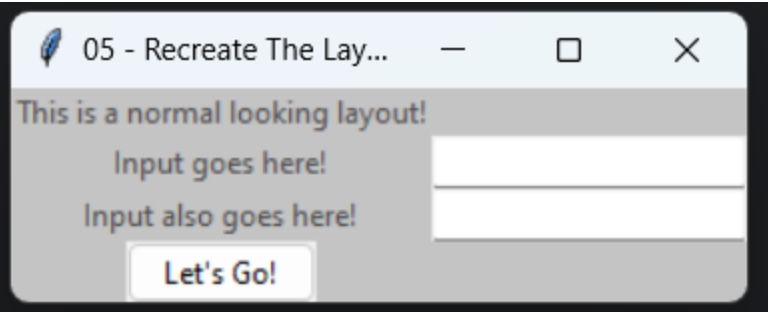 05 - Recreate The Lay...
This is a normal looking layout!
Input goes here!
Input also goes here!
Let's Go!